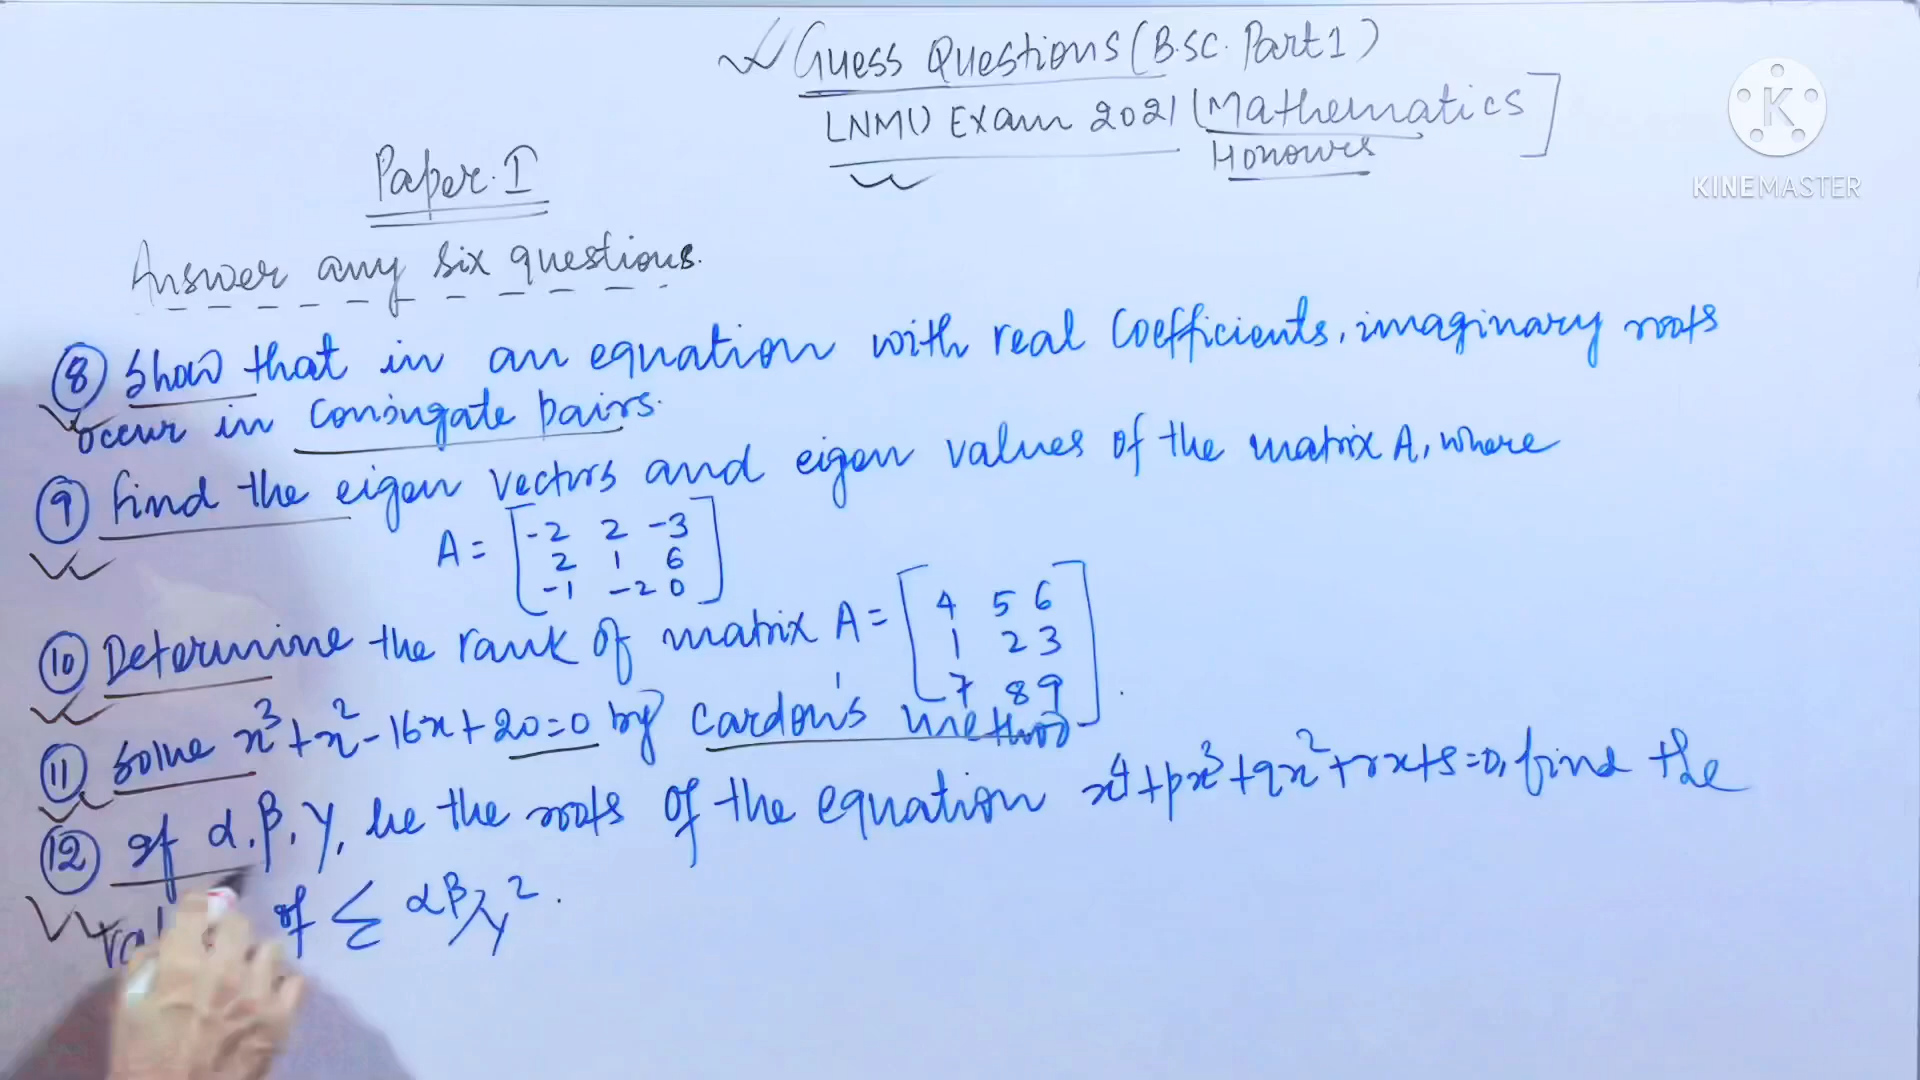 Guess Questions (B.SC. Part 1)
LNMU Exam 2021 (Mathematics]
Honours
K
KINEMASTER
Paper-I
Answer any six questions.
⑧ Show that in an equation with real Coefficients, imaginary roots
occur in conjugate pairs.
⑨ find the eigen vectors and eigen values of the matrix A, where
A = [-2 2 -3
2 1 6
-1 -2 0]
⑩ Determine the rank of matrix A = [4 5 6
1 2 3
7 8 9].
⑪ Solve x³+x²-16x+20=0 by Cardon's method
⑫ If α, β, γ, be the roots of the equation x⁴+px³+qx²+rx+s=0, find the
of Σ αβ/γ².